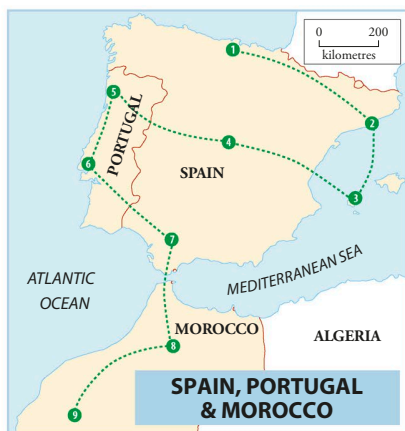 0 200
kilometres
1
2
3
4
5
6
7
8
9
PORTUGAL
SPAIN
ATLANTIC
OCEAN
MEDITERRANEAN SEA
MOROCCO
ALGERIA
SPAIN, PORTUGAL
& MOROCCO